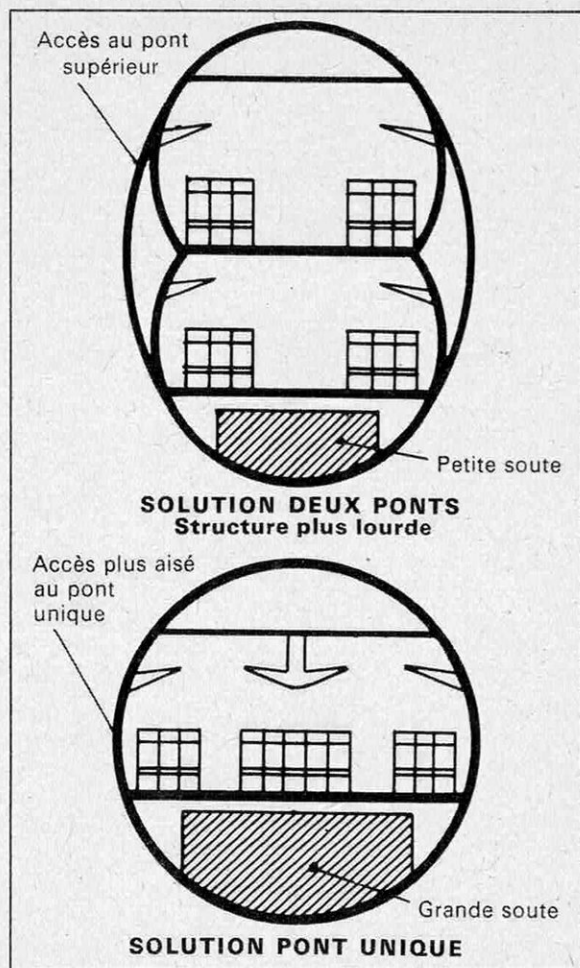 Accès au pont
supérieur
Petite soute
SOLUTION DEUX PONTS
Structure plus lourde
Accès plus aisé
au pont
unique
Grande soute
SOLUTION PONT UNIQUE